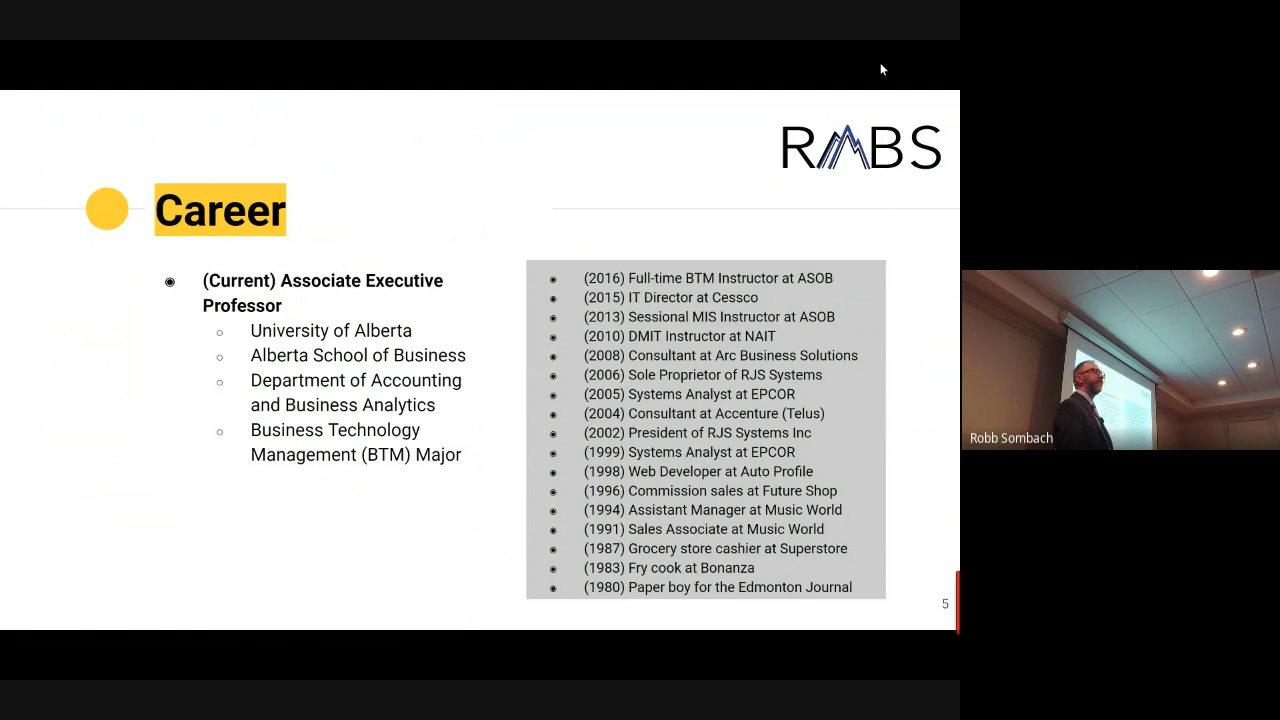 RMBS
Career
(Current) Associate Executive
Professor
University of Alberta
Alberta School of Business
Department of Accounting
and Business Analytics
Business Technology
Management (BTM) Major
(2016) Full-time BTM Instructor at ASOB
(2015) IT Director at Cessco
(2013) Sessional MIS Instructor at ASOB
(2010) DMIT Instructor at NAIT
(2008) Consultant at Arc Business Solutions
(2006) Sole Proprietor of RJS Systems
(2005) Systems Analyst at EPCOR
(2004) Consultant at Accenture (Telus)
(2002) President of RJS Systems Inc
(1999) Systems Analyst at EPCOR
(1998) Web Developer at Auto Profile
(1996) Commission sales at Future Shop
(1994) Assistant Manager at Music World
(1991) Sales Associate at Music World
(1987) Grocery store cashier at Superstore
(1983) Fry cook at Bonanza
(1980) Paper boy for the Edmonton Journal
5
Robb Sombach